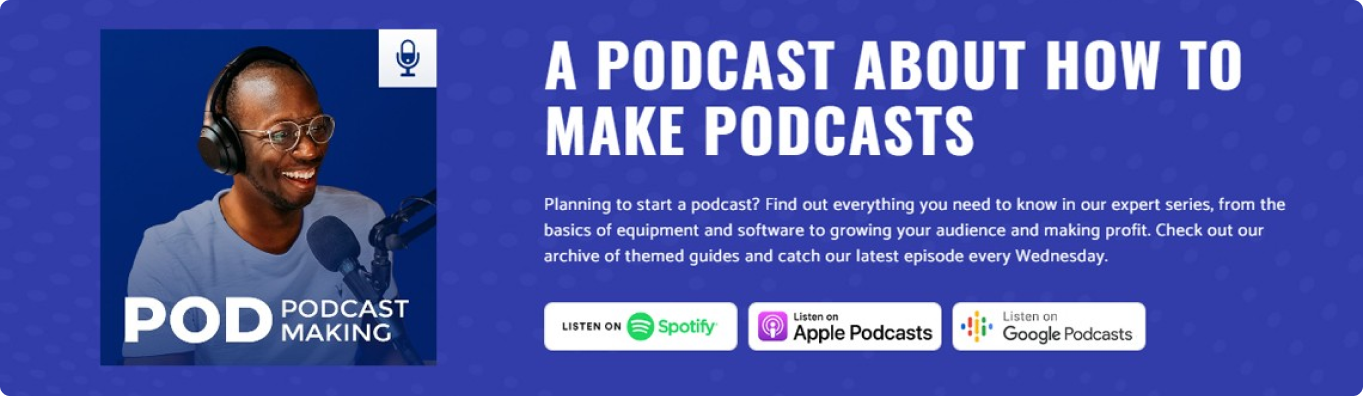 POD PODCAST
MAKING
A PODCAST ABOUT HOW TO
MAKE PODCASTS
Planning to start a podcast? Find out everything you need to know in our expert series, from the
basics of equipment and software to growing your audience and making profit. Check out our
archive of themed guides and catch our latest episode every Wednesday.
LISTEN ON Spotify
Listen on
Apple Podcasts
Listen on
Google Podcasts